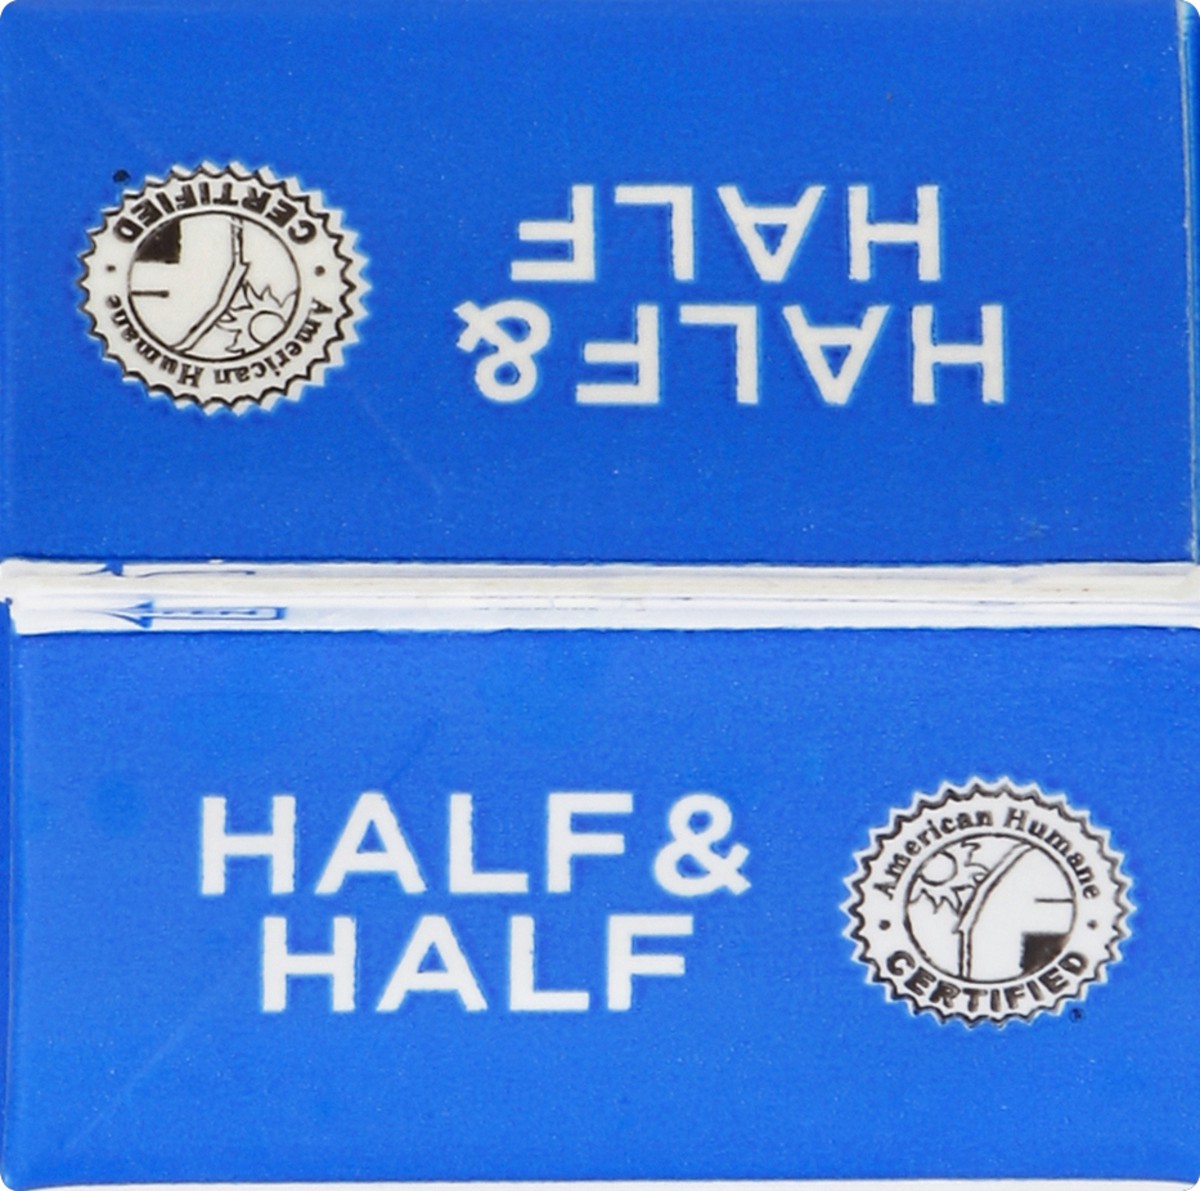 HALF &
HALF
American Humane
CERTIFIED
HALF &
HALF
American Humane
CERTIFIED